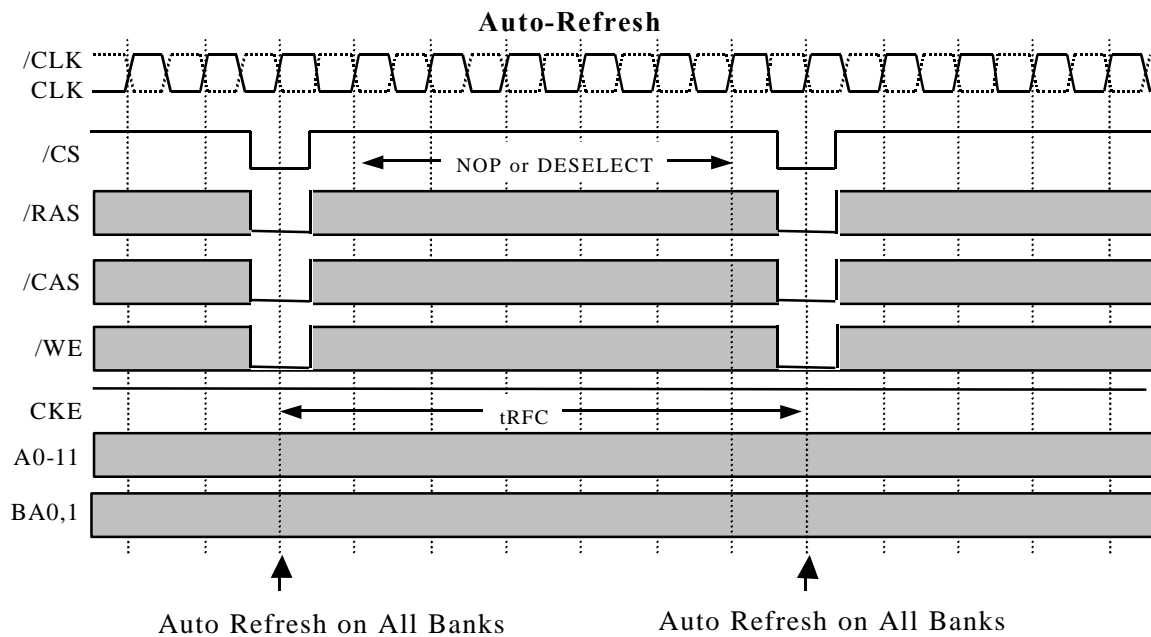 Auto-Refresh
/CLK
CLK
/CS
NOP or DESELECT
/RAS
/CAS
/WE
CKE
tRFC
A0-11
BA0,1
Auto Refresh on All Banks
Auto Refresh on All Banks